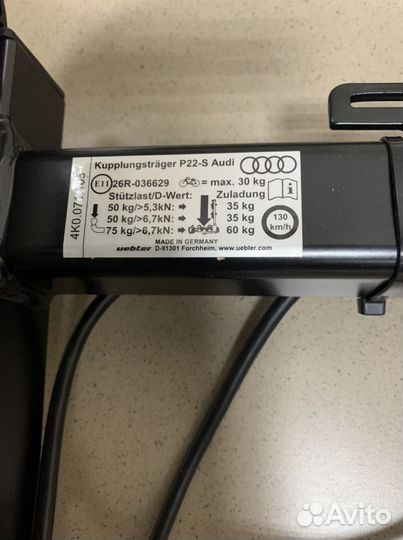 Kupplungsträger P22-S Audi
E11 26R-036629 = max. 30 kg
Stützlast/D-Wert: Zuladung
50 kg/>5,3kN: 35 kg
50 kg/>6,7kN: 35 kg
75 kg/>6,7kN: 60 kg
130 km/h
uebler MADE IN GERMANY
D-91301 Forchheim, www.uebler.com
Avito